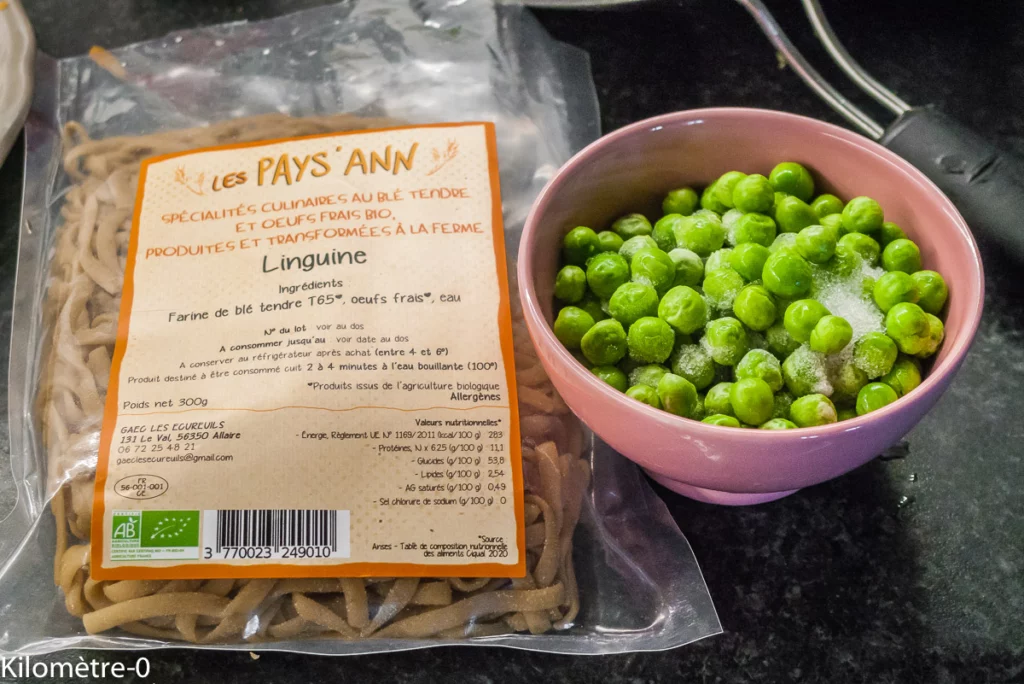 LES PAYS'ANN
SPÉCIALITÉS CULINAIRES AU BLÉ TENDRE
ET OEUFS FRAIS BIO,
PRODUITES ET TRANSFORMÉES À LA FERME
Linguine
Ingrédients
Farine de blé tendre T65*, oeufs frais*, eau
N° du lot voir au dos
A consommer jusqu'au voir date au dos
A conserver au réfrigérateur après achat (entre 4 et 6°)
Produit destiné à être consommé cuit 2 à 4 minutes à l'eau bouillante (100°)
*Produits issus de l'agriculture biologique
Allergènes
Poids net 300g
GAEC LES ECUREUILS
131 Le Val, 56350 Allaire
06 72 25 48 21
gaeclesecureuils@gmail.com
FR
56-001-001
CE
Valeurs nutritionnelles*
- Énergie, Règlement UE N° 1169/2011 (kcal/100 g) 283
- Protéines, N x 6.25 (g/100 g) 11,1
- Glucides (g/100 g) 53,8
- Lipides (g/100 g) 2,54
- AG saturés (g/100 g) 0,49
- Sel chlorure de sodium (g/100 g) 0
*Source
Anses - Table de composition nutritionnelle
des aliments Ciqual 2020
AB
3 770023 249010
Kilomètre-0